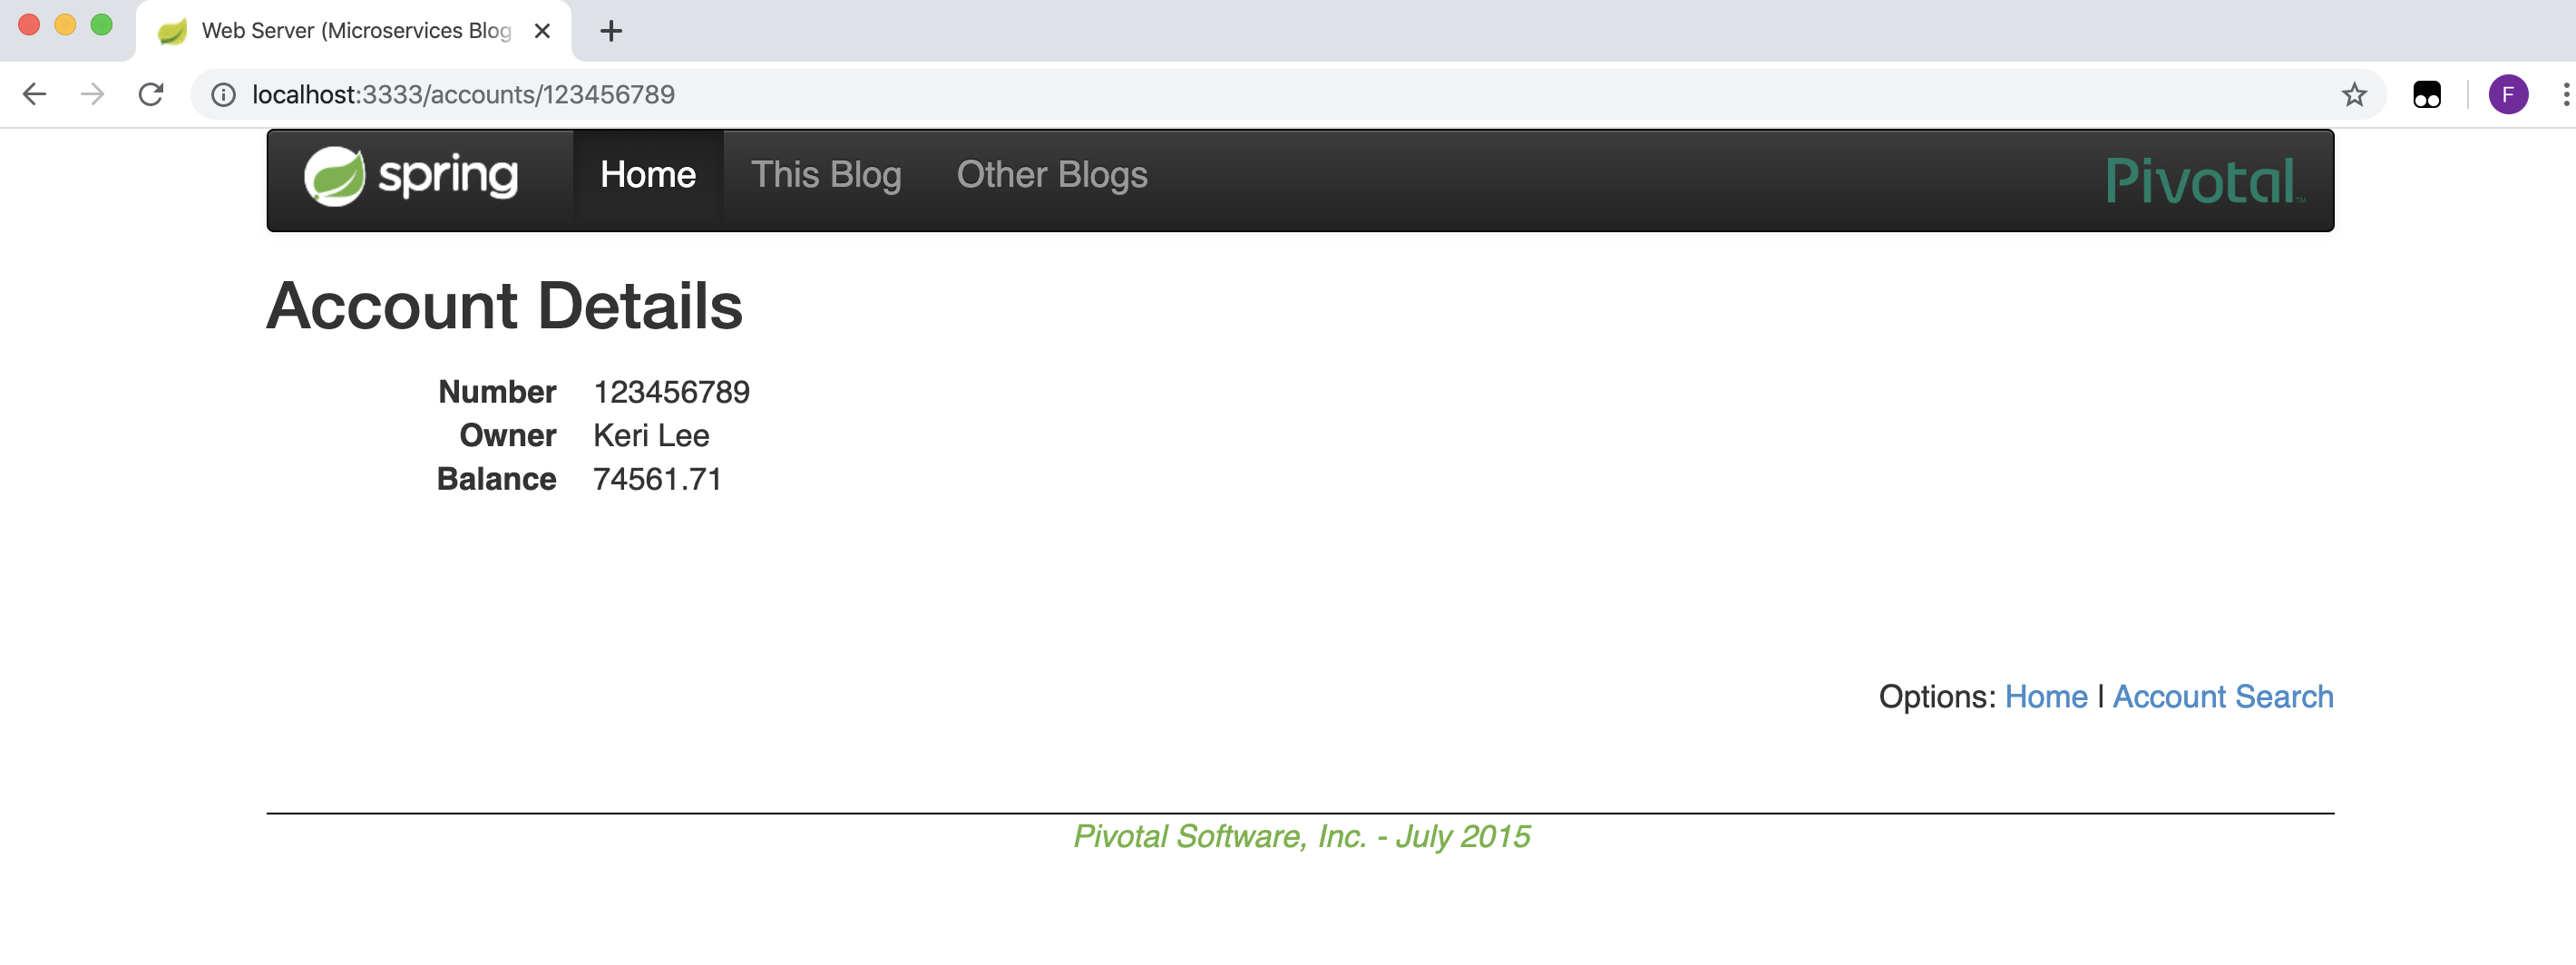 Web Server (Microservices Blog
localhost:3333/accounts/123456789
F
spring Home This Blog Other Blogs Pivotal™
Account Details
Number 123456789
Owner Keri Lee
Balance 74561.71
Options: Home | Account Search
Pivotal Software, Inc. - July 2015